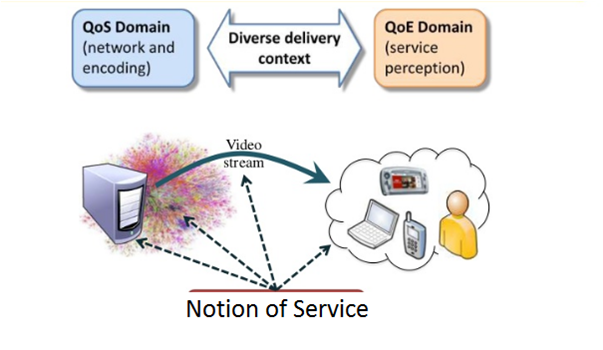 QoS Domain
(network and
encoding)
Diverse delivery
context
QoE Domain
(service
perception)
Video
stream
Notion of Service